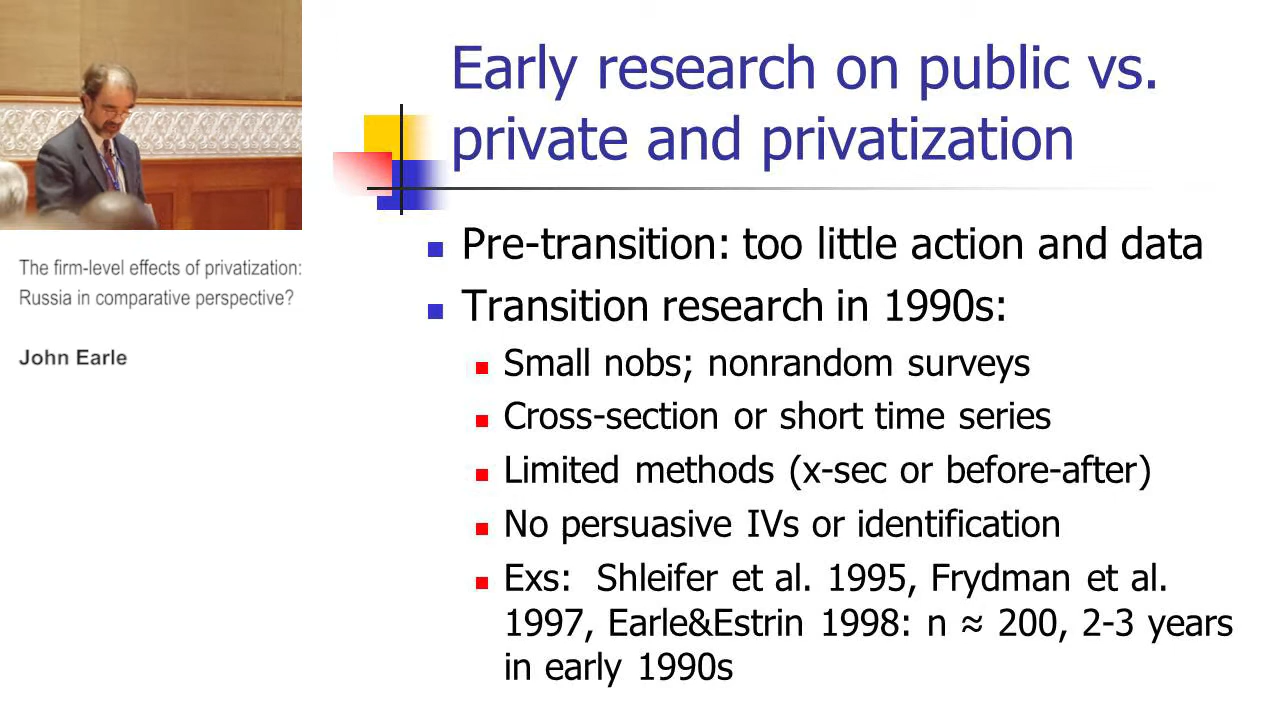 Early research on public vs.
private and privatization
The firm-level effects of privatization:
Russia in comparative perspective?
John Earle
Pre-transition: too little action and data
Transition research in 1990s:
Small nobs; nonrandom surveys
Cross-section or short time series
Limited methods (x-sec or before-after)
No persuasive IVs or identification
Exs:  Shleifer et al. 1995, Frydman et al.
1997, Earle&Estrin 1998: n ≈ 200, 2-3 years
in early 1990s